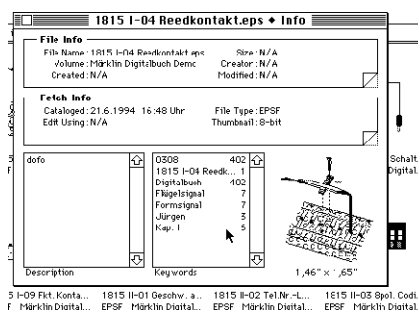 1815 I-04 Reedkontakt.eps ◆ Info
File Info
File Name: 1815 I-04 Reedkontakt.eps
Size: N/A
Volume: Märklin Digitalbuch Demo
Creator: N/A
Created: N/A
Modified: N/A
Fetch Info
Cataloged: 21.6.1994 16:48 Uhr
File Type: EPSF
Edit Using: N/A
Thumbnail: 8-bit
dofo
0308 402
1815 I-04 Reedk... 1
Digitalbuch 402
Flügelsignal 7
Formsignal 7
Jürgen 3
Kap. I
Schalt
Digital.
Description
Keywords
1,46" x ,65"
I-09 Fkt. Konta...
1815 II-01 Geschw. a..
1815 II-02 Tel.Nr.-L...
1815 II-03 8pol. Codi.
Märklin Digital..
EPSF Märklin Digital..
EPSF Märklin Digital..
EPSF Märklin Digital.